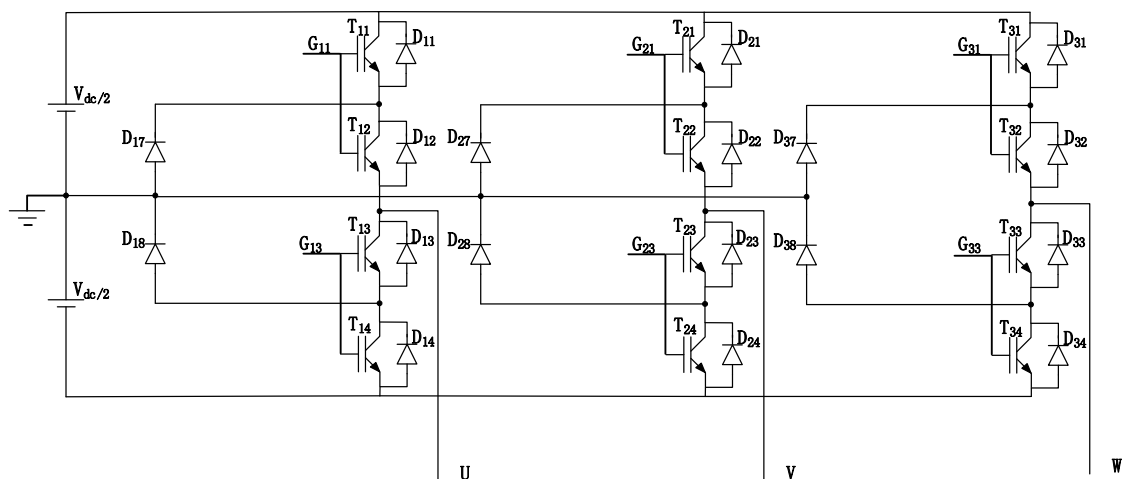 T11 D11 T21 D21 T31 D31
G11 G21 G31
Vdc/2
D17 T12 D12 D27 T22 D22 D37 T32 D32
D18 G13 T13 D13 D28 G23 T23 D23 D38 G33 T33 D33
Vdc/2
T14 D14 T24 D24 T34 D34
U V W